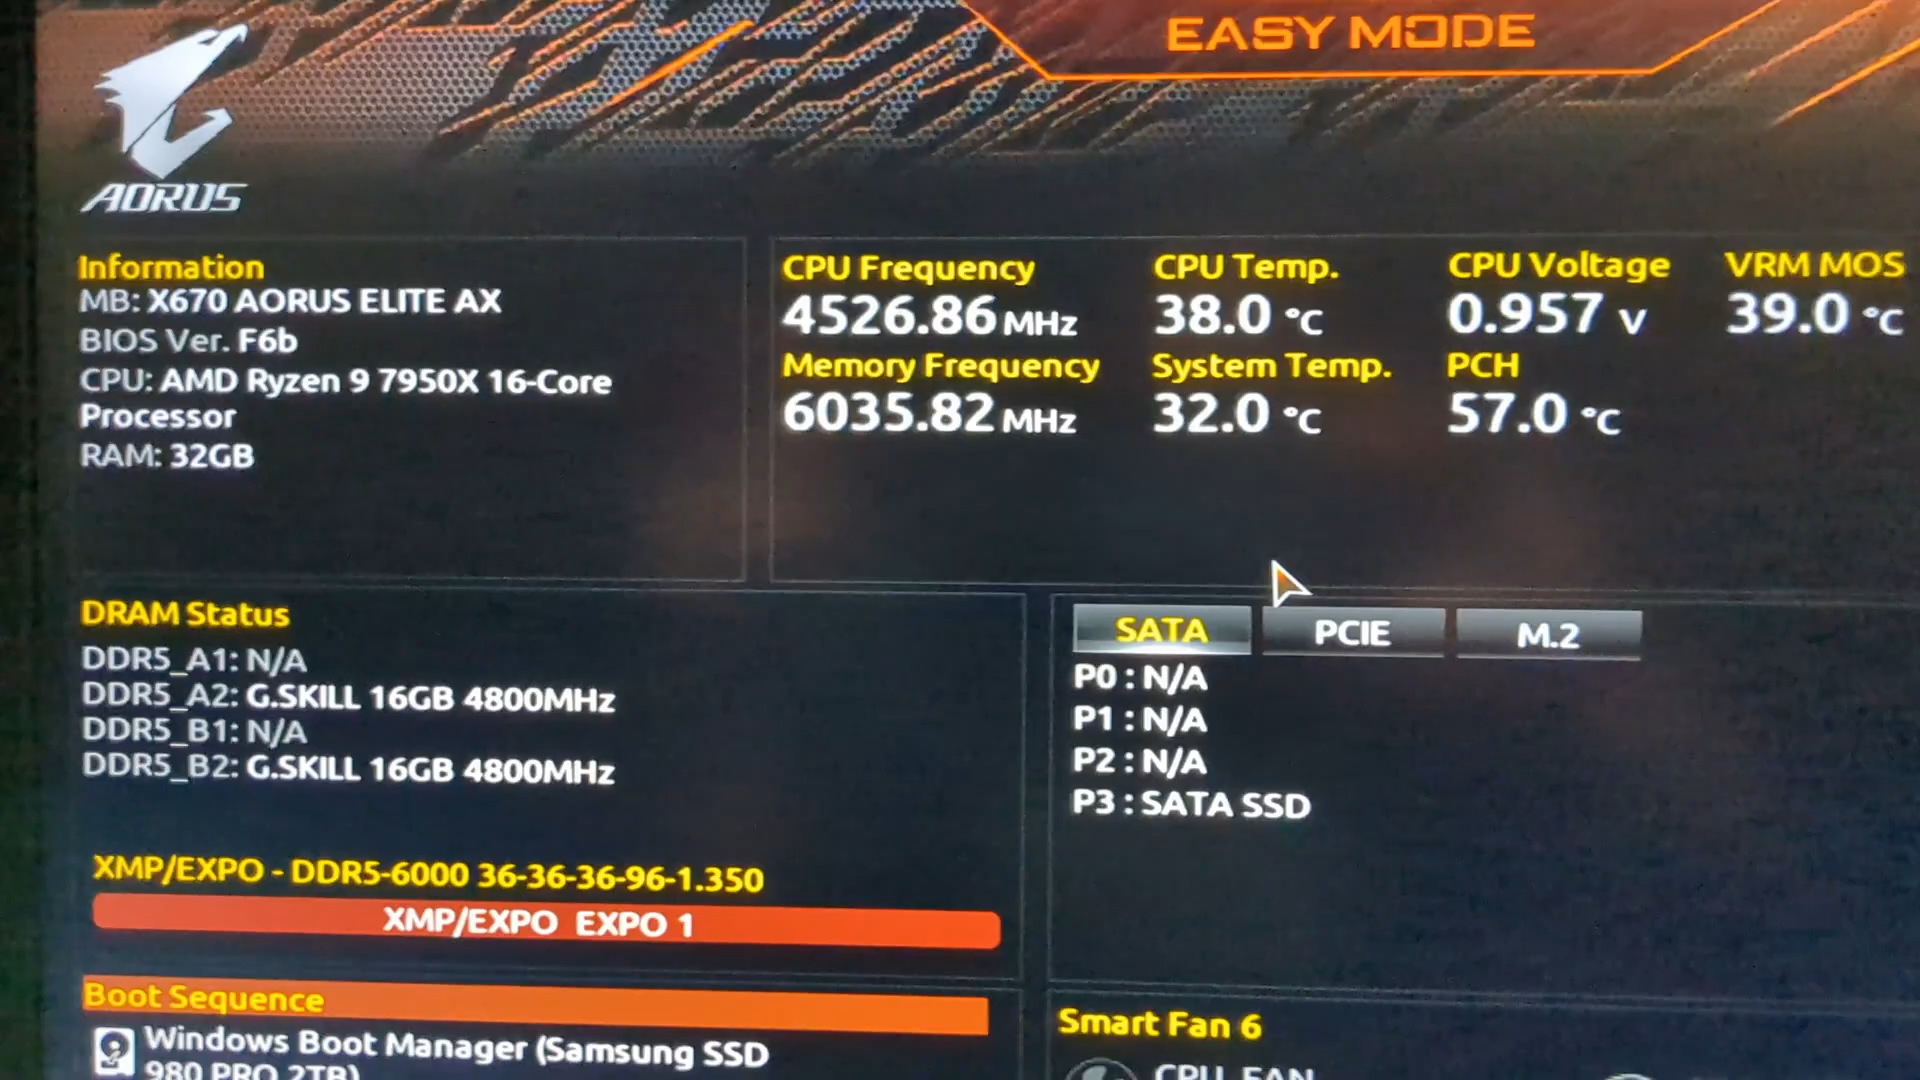 EASY MODE
AORUS
Information
MB: X670 AORUS ELITE AX
BIOS Ver. F6b
CPU: AMD Ryzen 9 7950X 16-Core
Processor
RAM: 32GB
CPU Frequency
4526.86 MHz
CPU Temp.
38.0 °C
CPU Voltage
0.957 V
VRM MOS
39.0 °C
Memory Frequency
6035.82 MHz
System Temp.
32.0 °C
PCH
57.0 °C
DRAM Status
DDR5_A1: N/A
DDR5_A2: G.SKILL 16GB 4800MHz
DDR5_B1: N/A
DDR5_B2: G.SKILL 16GB 4800MHz
XMP/EXPO - DDR5-6000 36-36-36-96-1.350
XMP/EXPO EXPO 1
SATA
PCIE
M.2
P0 : N/A
P1 : N/A
P2 : N/A
P3 : SATA SSD
Boot Sequence
Windows Boot Manager (Samsung SSD
980 PRO 2TB)
Smart Fan 6
CPU_FAN